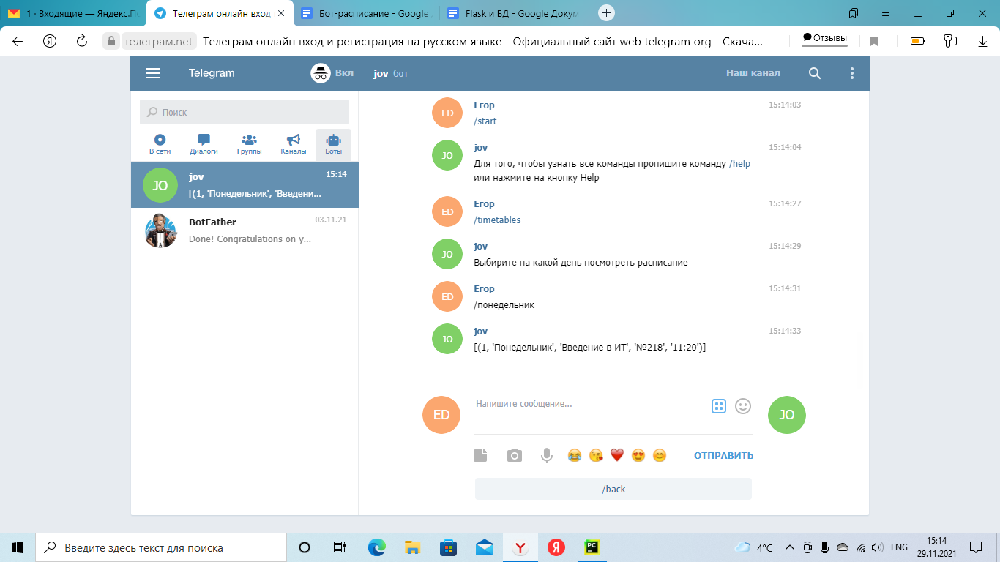 1 · Входящие — Яндекс.По
Телеграм онлайн вход
Бот-расписание - Google
Flask и БД - Google Докум
телеграм.net
Телеграм онлайн вход и регистрация на русском языке - Официальный сайт web telegram org - Скача...
Отзывы
Telegram
Вкл
jov бот
Наш канал
Поиск
В сети
Диалоги
Группы
Каналы
Боты
JO
jov
15:14
[(1, 'Понедельник', 'Введени...
BotFather
03.11.21
Done! Congratulations on y...
ED
Егор
15:14:03
/start
JO
jov
15:14:04
Для того, чтобы узнать все команды пропишите команду /help
или нажмите на кнопку Help
ED
Егор
15:14:27
/timetables
JO
jov
15:14:29
Выбирите на какой день посмотреть расписание
ED
Егор
15:14:31
/понедельник
JO
jov
15:14:33
[(1, 'Понедельник', 'Введение в ИТ', '№218', '11:20')]
ED
Напишите сообщение...
JO
ОТПРАВИТЬ
/back
Введите здесь текст для поиска
4°C
ENG
15:14
29.11.2021